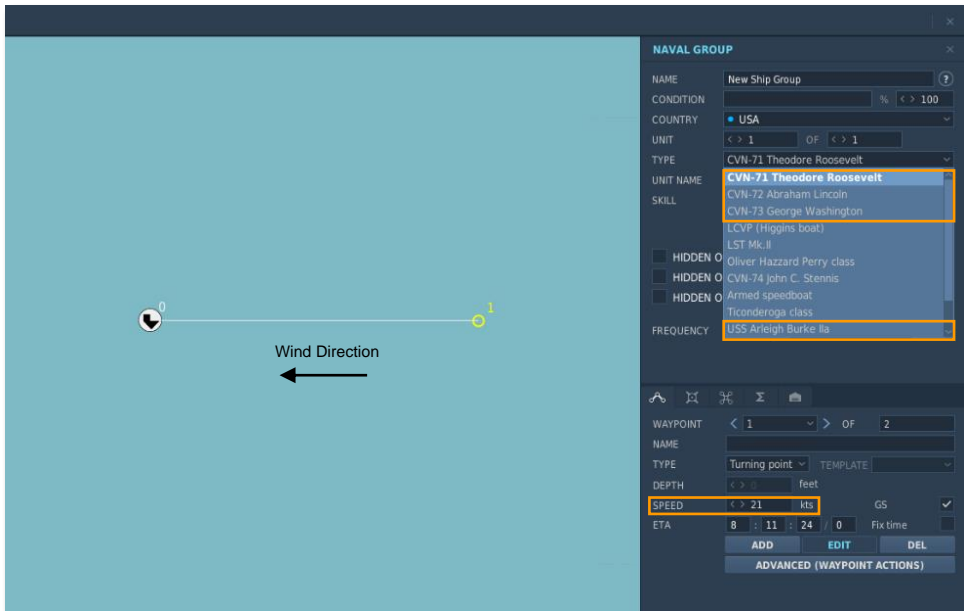 NAVAL GROUP
NAME New Ship Group ?
CONDITION % < > 100
COUNTRY USA
UNIT < > 1 OF < > 1
TYPE CVN-71 Theodore Roosevelt
UNIT NAME CVN-71 Theodore Roosevelt
CVN-72 Abraham Lincoln
SKILL
CVN-73 George Washington
LCVP (Higgins boat)
LST Mk.II
HIDDEN O Oliver Hazzard Perry class
HIDDEN O CVN-74 John C. Stennis
HIDDEN O Armed speedboat
Ticonderoga class
FREQUENCY USS Arleigh Burke IIa
0
1
Wind Direction
WAYPOINT < 1 > OF 2
NAME
TYPE Turning point TEMPLATE
DEPTH < > 0 feet
SPEED < > 21 kts GS
ETA 8 : 11 : 24 / 0 Fix time
ADD EDIT DEL
ADVANCED (WAYPOINT ACTIONS)